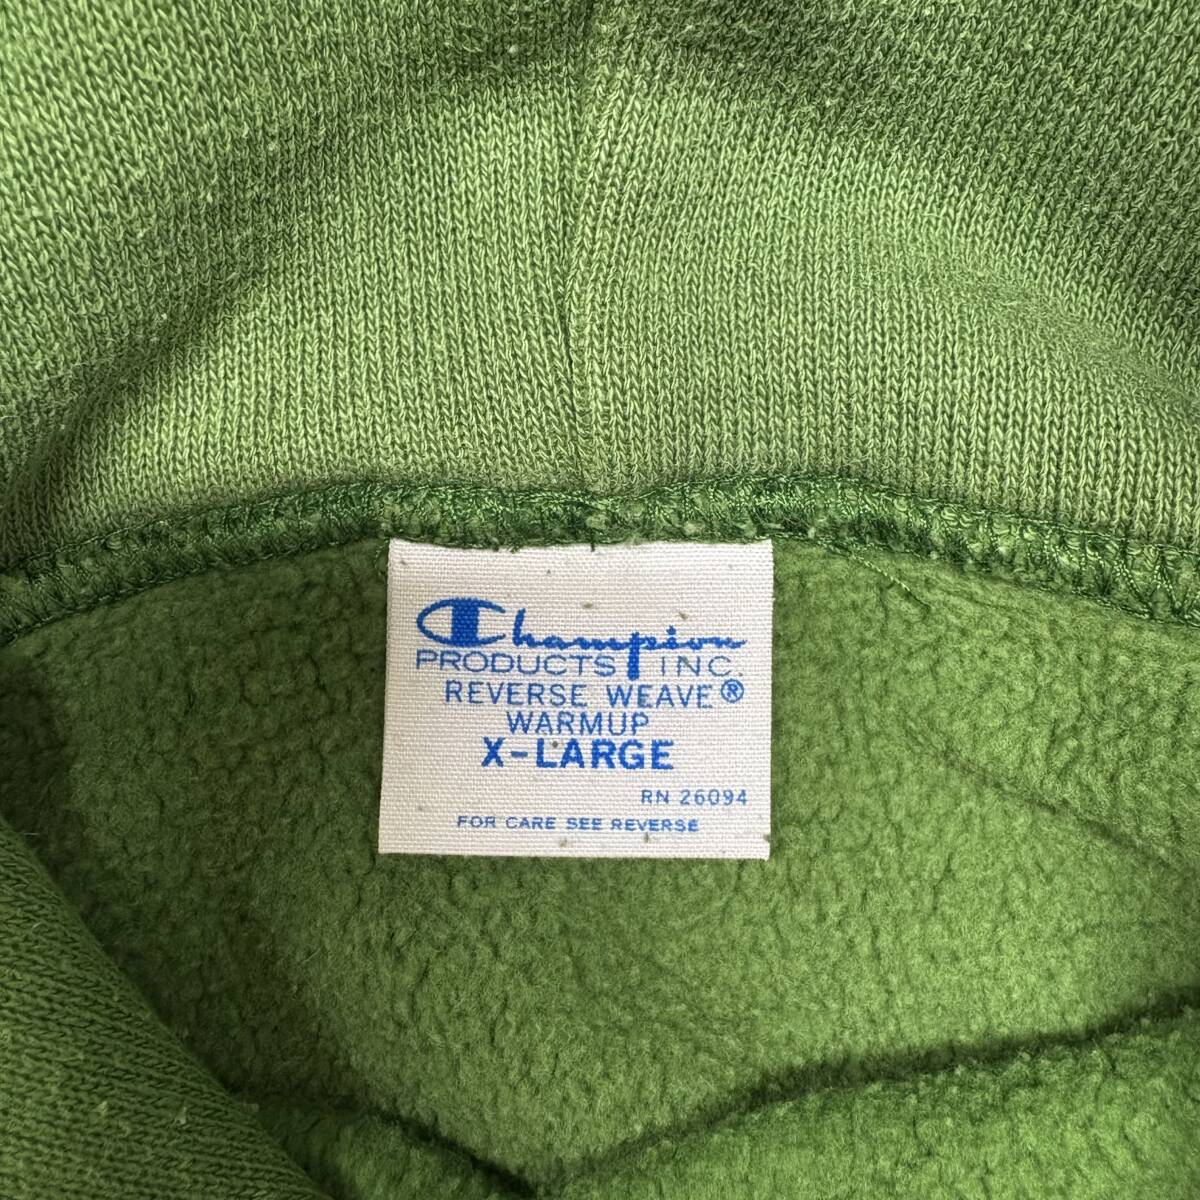 Champion
PRODUCTS INC.
REVERSE WEAVE®
WARMUP
X-LARGE
RN 26094
FOR CARE SEE REVERSE